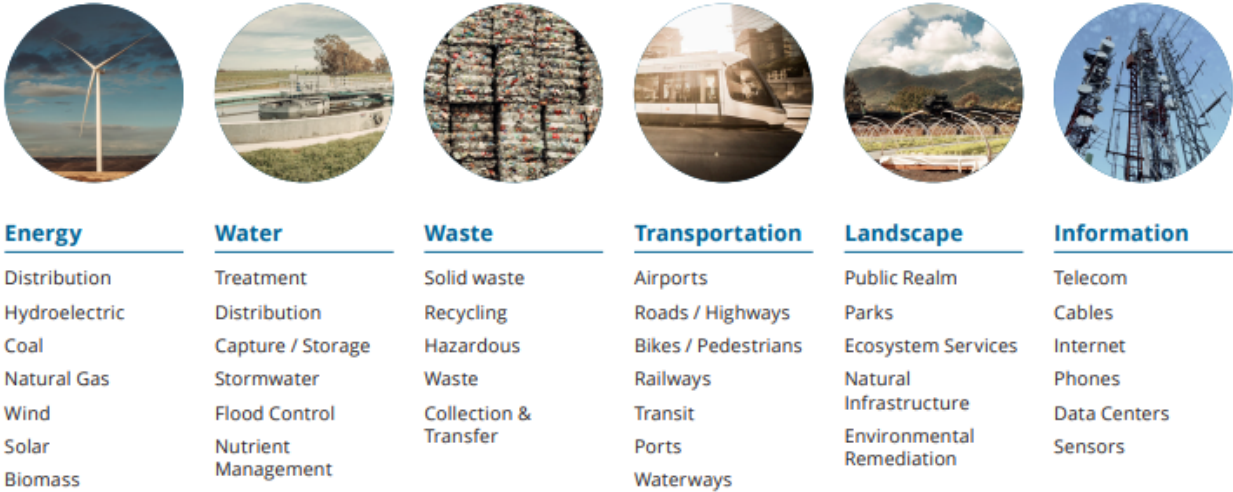 Energy
Distribution
Hydroelectric
Coal
Natural Gas
Wind
Solar
Biomass
Water
Treatment
Distribution
Capture / Storage
Stormwater
Flood Control
Nutrient
Management
Waste
Solid waste
Recycling
Hazardous
Waste
Collection &
Transfer
Transportation
Airports
Roads / Highways
Bikes / Pedestrians
Railways
Transit
Ports
Waterways
Landscape
Public Realm
Parks
Ecosystem Services
Natural
Infrastructure
Environmental
Remediation
Information
Telecom
Cables
Internet
Phones
Data Centers
Sensors